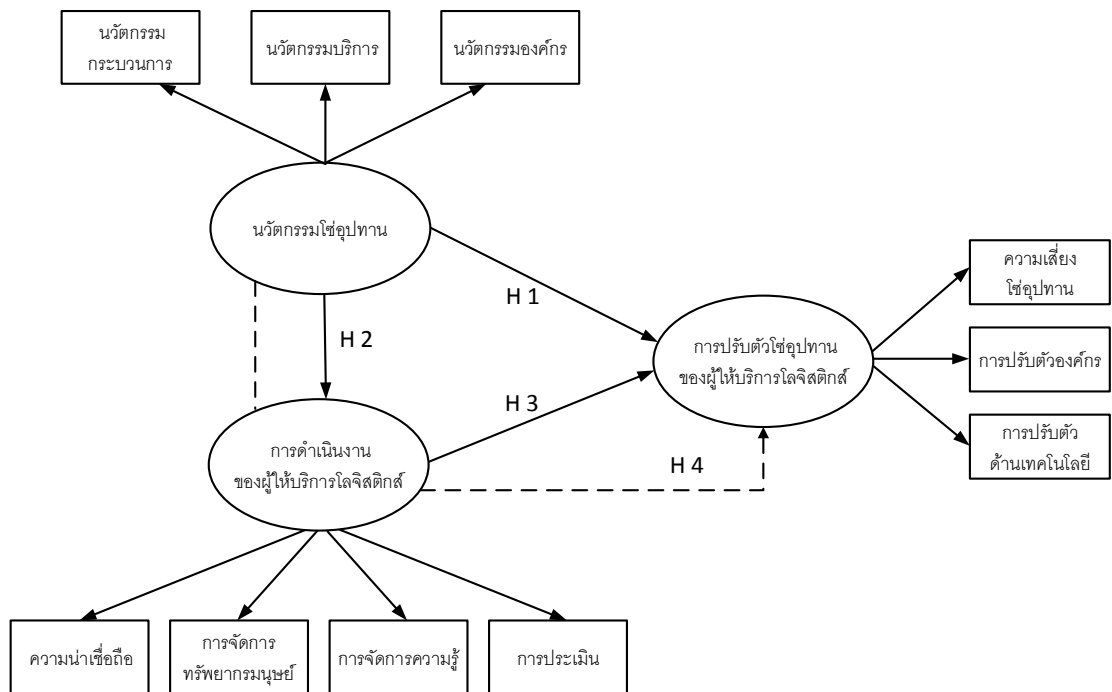 นวัตกรรม
กระบวนการ
นวัตกรรมบริการ
นวัตกรรมองค์กร
นวัตกรรมโซ่อุปทาน
H 1
H 2
ความเสี่ยง
โซ่อุปทาน
การปรับตัวโซ่อุปทาน
ของผู้ให้บริการโลจิสติกส์
การปรับตัวองค์กร
H 3
การปรับตัว
ด้านเทคโนโลยี
การดำเนินงาน
ของผู้ให้บริการโลจิสติกส์
H 4
ความน่าเชื่อถือ
การจัดการ
ทรัพยากรมนุษย์
การจัดการความรู้
การประเมิน